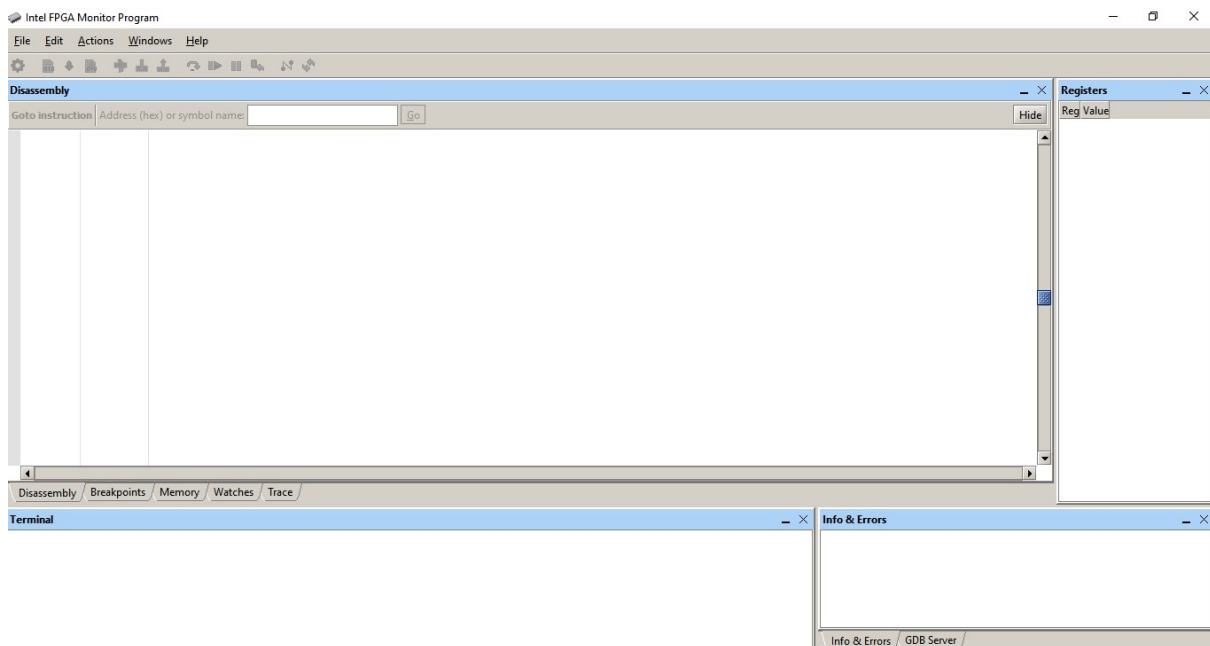 Intel FPGA Monitor Program
File Edit Actions Windows Help
Disassembly
Goto instruction Address (hex) or symbol name: Go Hide
Disassembly Breakpoints Memory Watches Trace
Registers
Reg Value
Terminal
Info & Errors
Info & Errors GDB Server